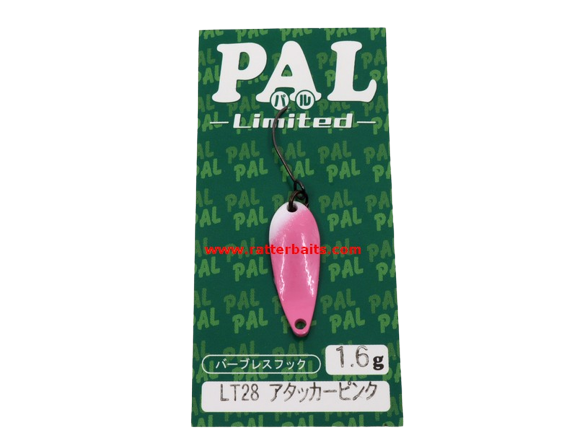 PAL
パル
Limited
www.ratterbaits.com
バーブレスフック 1.6g
LT28 アタッカーピンク